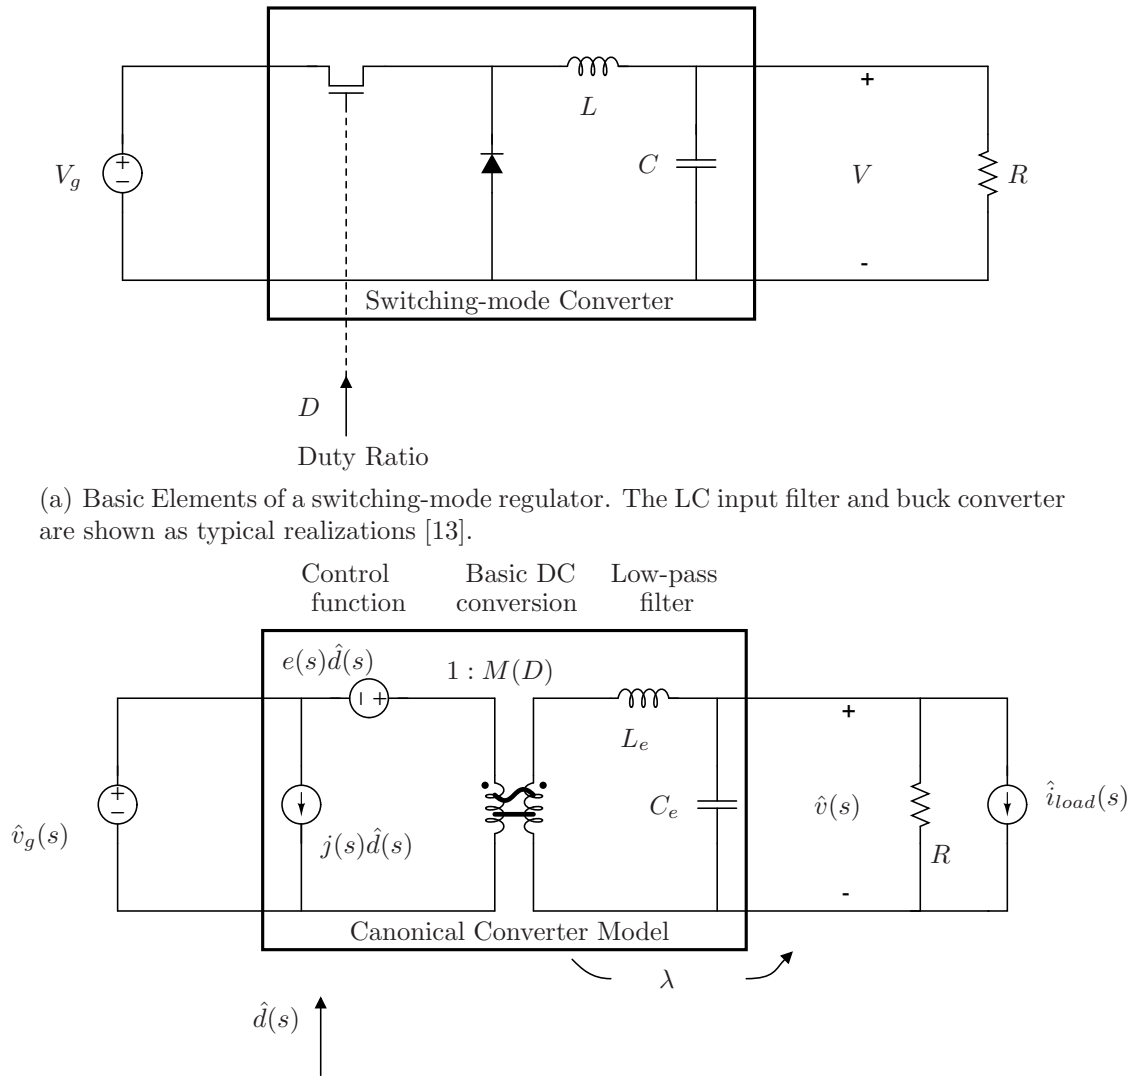 L
V_g
+
−
C
+
V
-
R
Switching-mode Converter
D
Duty Ratio
(a) Basic Elements of a switching-mode regulator. The LC input filter and buck converter
are shown as typical realizations [13].
Control
function
Basic DC
conversion
Low-pass
filter
e(s)d̂(s)
1 : M(D)
− +
L_e
+
v̂_g(s)
+
−
j(s)d̂(s)
C_e
v̂(s)
-
R
î_{load}(s)
Canonical Converter Model
λ
d̂(s)